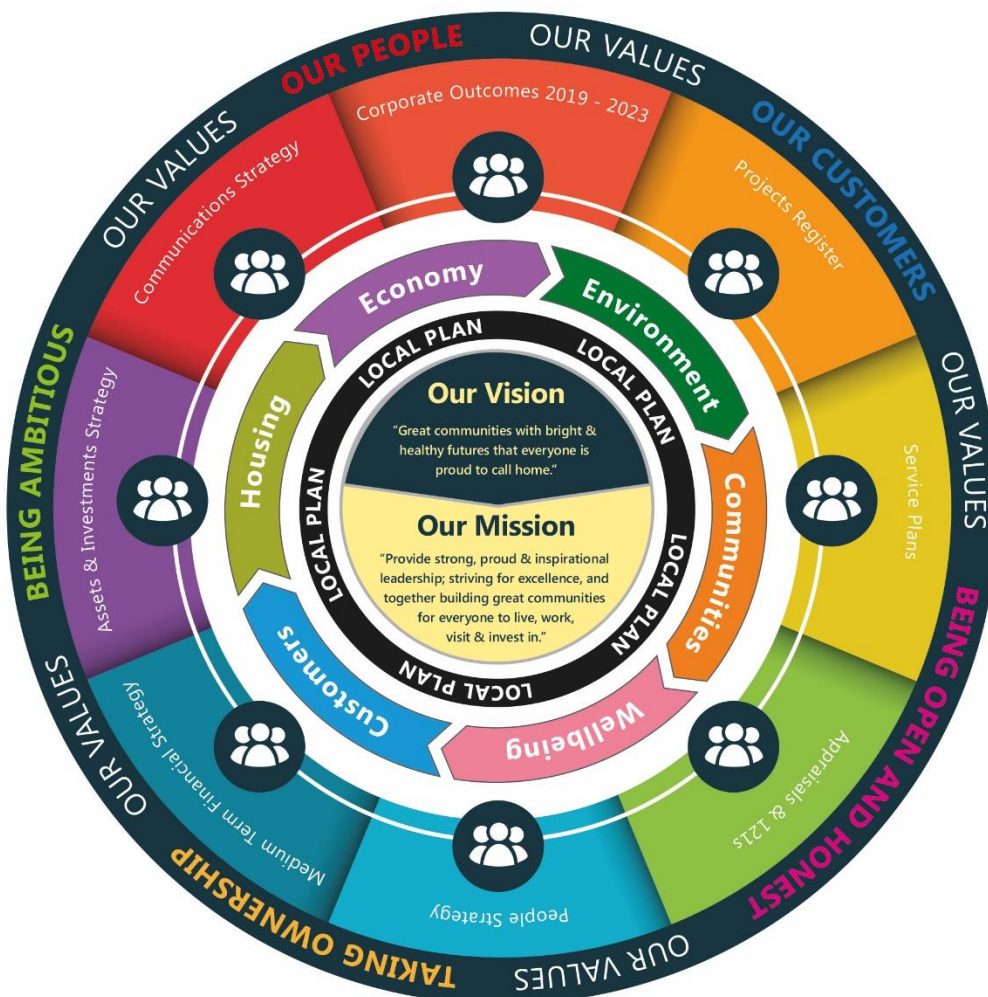 OUR PEOPLE
OUR VALUES
OUR CUSTOMERS
OUR VALUES
BEING OPEN AND HONEST
OUR VALUES
TAKING OWNERSHIP
OUR VALUES
BEING AMBITIOUS
OUR VALUES
Corporate Outcomes 2019 - 2023
Projects Register
Service Plans
Appraisals & 121s
People Strategy
Medium Term Financial Strategy
Assets & Investments Strategy
Communications Strategy
Economy
Environment
Communities
Wellbeing
Customers
Housing
LOCAL PLAN
LOCAL PLAN
LOCAL PLAN
LOCAL PLAN
LOCAL PLAN
Our Vision
“Great communities with bright &
healthy futures that everyone is
proud to call home.”
Our Mission
“Provide strong, proud & inspirational
leadership; striving for excellence, and
together building great communities
for everyone to live, work,
visit & invest in.”